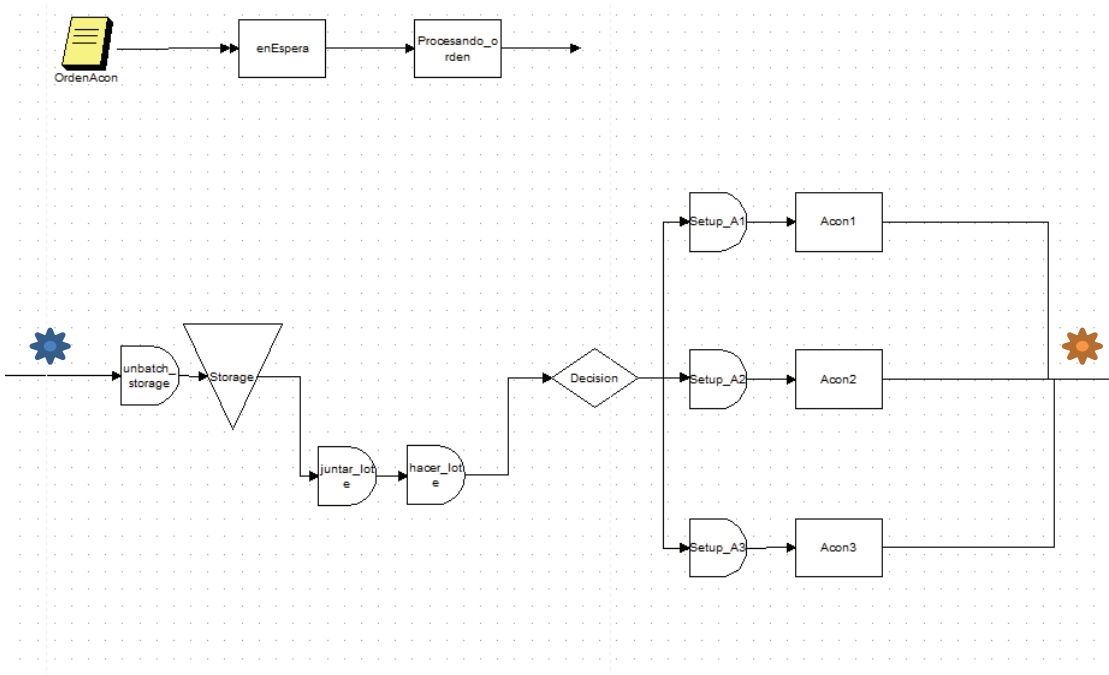 Procesando_o
rden
enEspera
OrdenAcon
Setup_A1
Acon1
unbatch_
storage
Storage
Decision
Setup_A2
Acon2
juntar_lot
e
hacer_lot
e
Setup_A3
Acon3